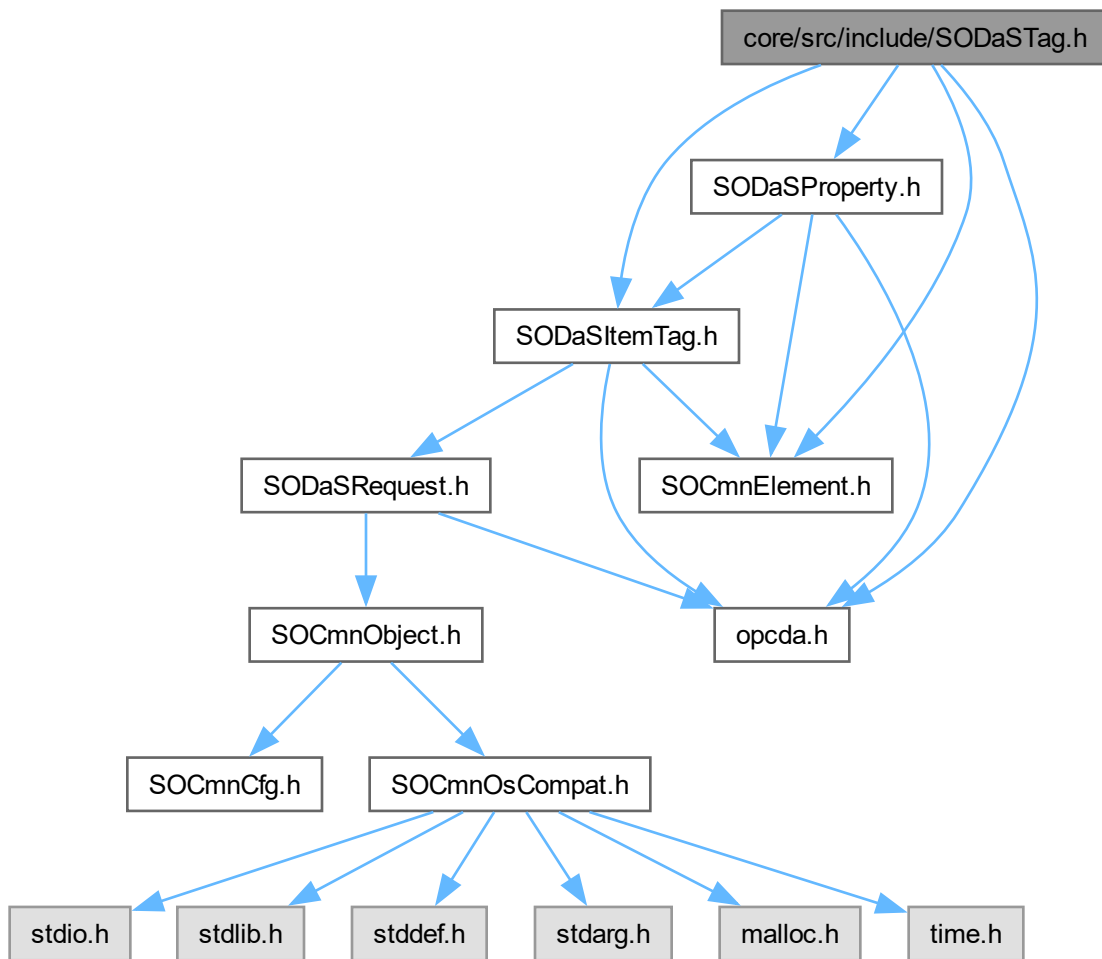 core/src/include/SODaSTag.h
SODaSProperty.h
SODaSItemTag.h
SODaSRequest.h
SOCmnElement.h
SOCmnObject.h
opcda.h
SOCmnCfg.h
SOCmnOsCompat.h
stdio.h
stdlib.h
stddef.h
stdarg.h
malloc.h
time.h